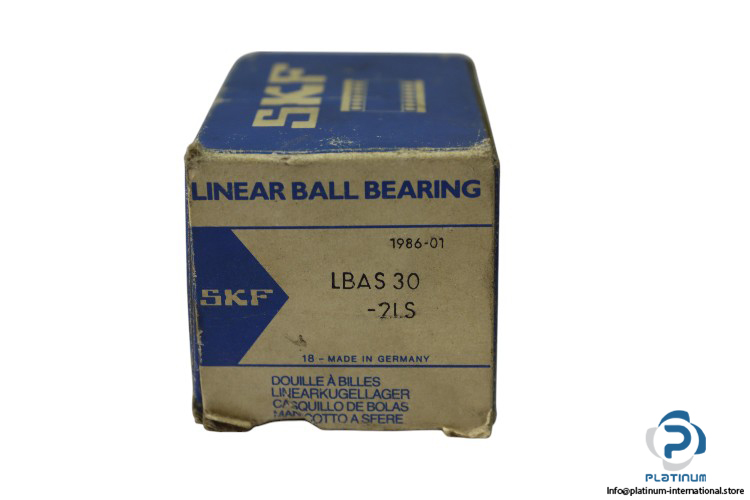 SKF
LINEAR BALL BEARING
1986-01
LBAS 30
SKF
-2LS
18 - MADE IN GERMANY
DOUILLE À BILLES
LINEARKUGELLAGER
CASQUILLO DE BOLAS
MANICOTTO A SFERE
PLATINUM
Info@platinum-international.store